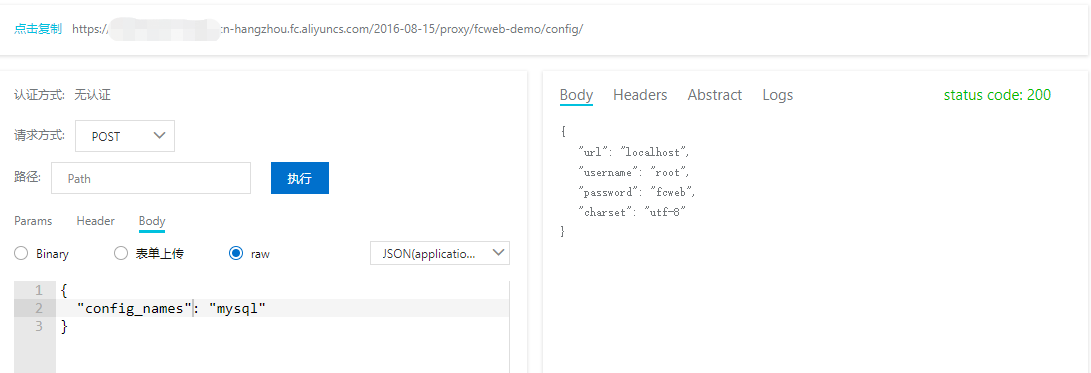 点击复制 https://cn-hangzhou.fc.aliyuncs.com/2016-08-15/proxy/fcweb-demo/config/
认证方式: 无认证
请求方式: POST
路径: Path 执行
Params Header Body
Binary 表单上传 raw JSON(applicatio...
1 {
2 "config_names": "mysql"
3 }
Body Headers Abstract Logs status code: 200
{
"url": "localhost",
"username": "root",
"password": "fcweb",
"charset": "utf-8"
}